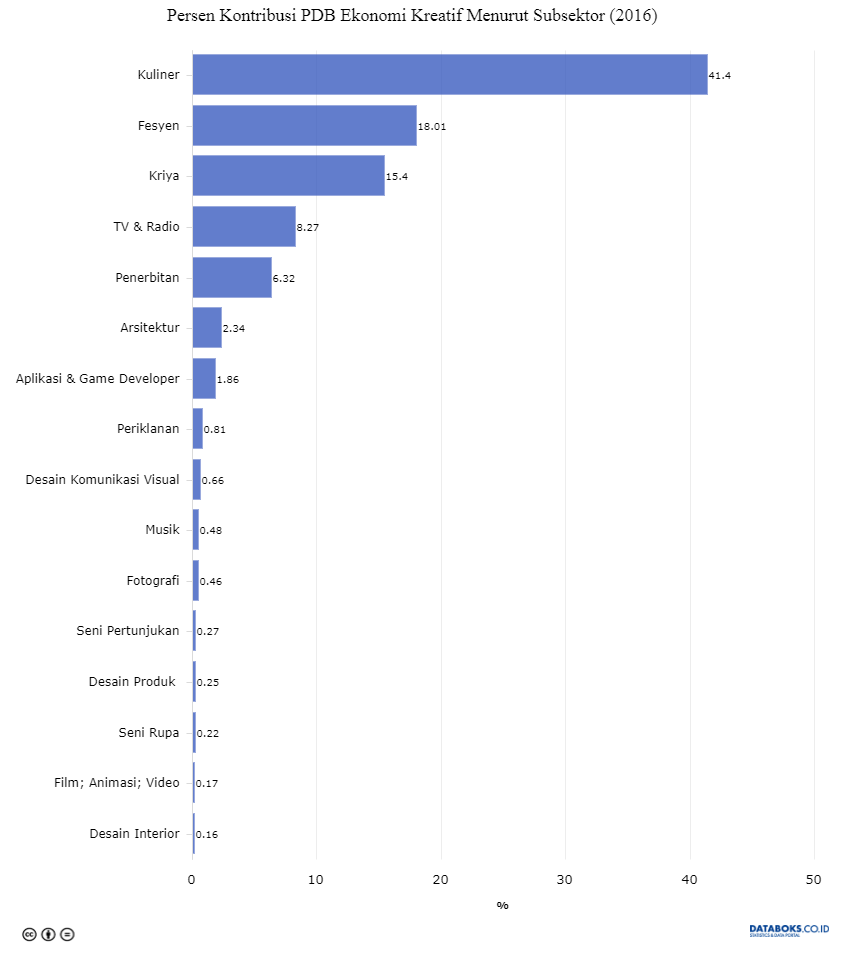 Persen Kontribusi PDB Ekonomi Kreatif Menurut Subsektor (2016)
Kuliner 41.4
Fesyen 18.01
Kriya 15.4
TV & Radio 8.27
Penerbitan 6.32
Arsitektur 2.34
Aplikasi & Game Developer 1.86
Periklanan 0.81
Desain Komunikasi Visual 0.66
Musik 0.48
Fotografi 0.46
Seni Pertunjukan 0.27
Desain Produk 0.25
Seni Rupa 0.22
Film; Animasi; Video 0.17
Desain Interior 0.16
0 10 20 30 40 50
%
cc
DATABOKS.CO.ID
STATISTICS & DATA PORTAL